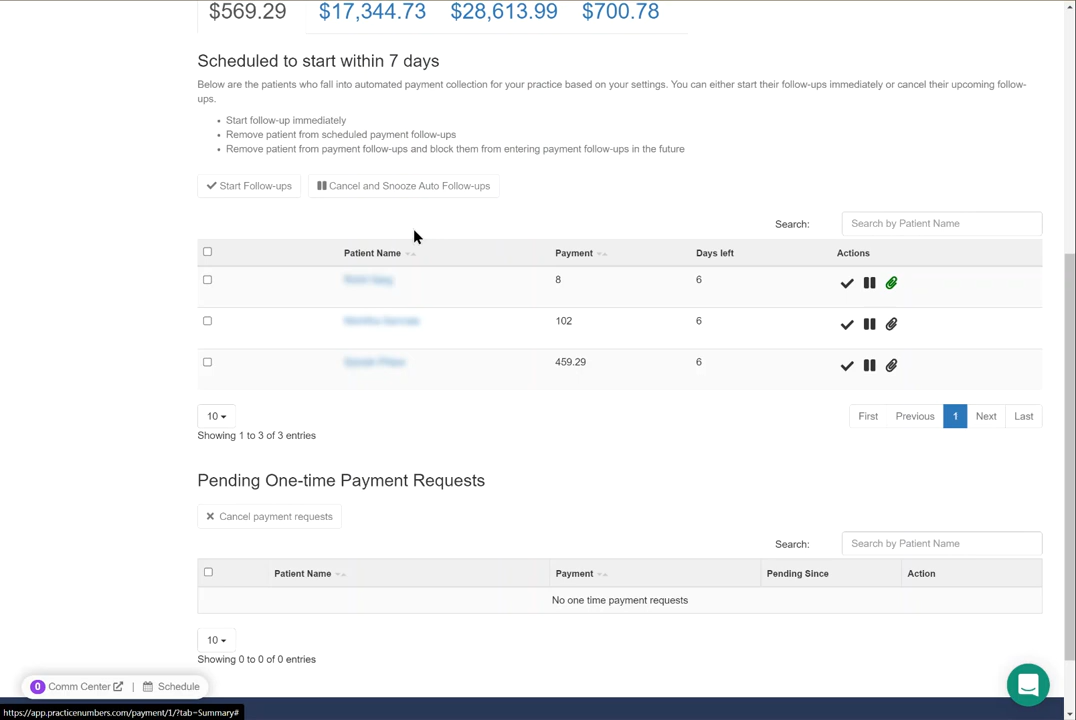 $569.29 $17,344.73 $28,613.99 $700.78
Scheduled to start within 7 days
Below are the patients who fall into automated payment collection for your practice based on your settings. You can either start their follow-ups immediately or cancel their upcoming follow-
ups.
Start follow-up immediately
Remove patient from scheduled payment follow-ups
Remove patient from payment follow-ups and block them from entering payment follow-ups in the future
Start Follow-ups Cancel and Snooze Auto Follow-ups
Search: Search by Patient Name
Patient Name Payment Days left Actions
8 6
102 6
459.29 6
10 First Previous 1 Next Last
Showing 1 to 3 of 3 entries
Pending One-time Payment Requests
Cancel payment requests
Search: Search by Patient Name
Patient Name Payment Pending Since Action
No one time payment requests
10
Showing 0 to 0 of 0 entries
0 Comm Center | Schedule
https://app.practicenumbers.com/payment/1/?tab=Summary#